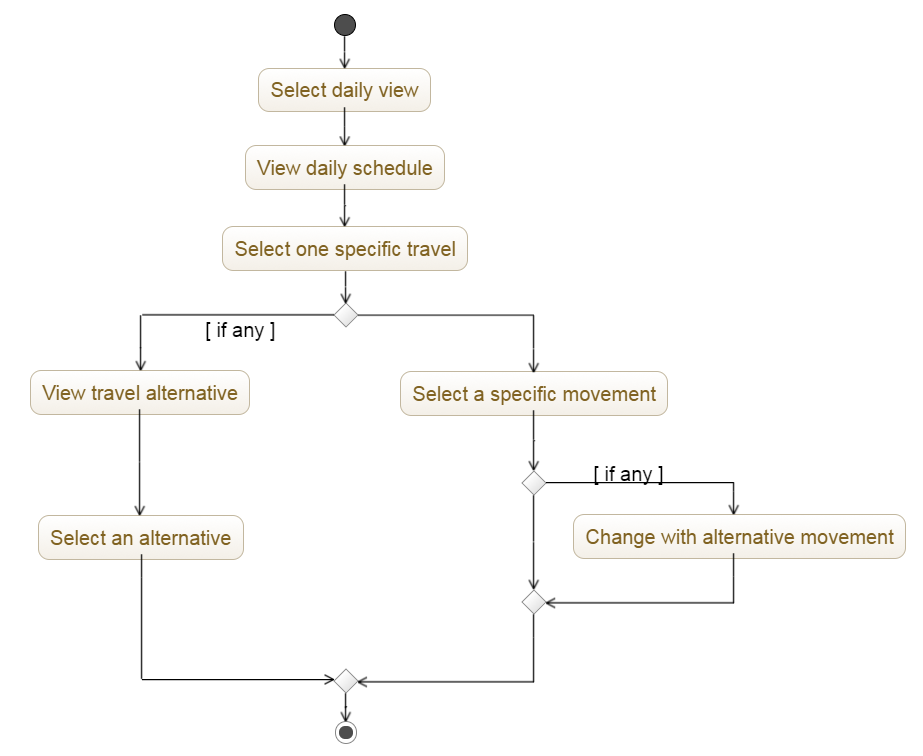 Select daily view
View daily schedule
Select one specific travel
[ if any ]
View travel alternative
Select a specific movement
[ if any ]
Select an alternative
Change with alternative movement